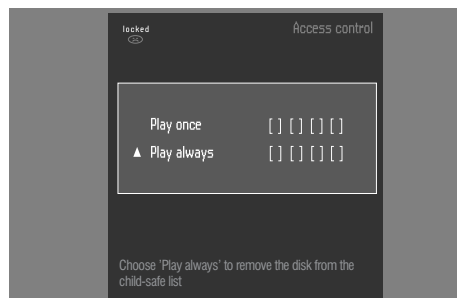 locked
Access control
Play once [ ] [ ] [ ] [ ]
▲ Play always [ ] [ ] [ ] [ ]
Choose 'Play always' to remove the disk from the
child-safe list